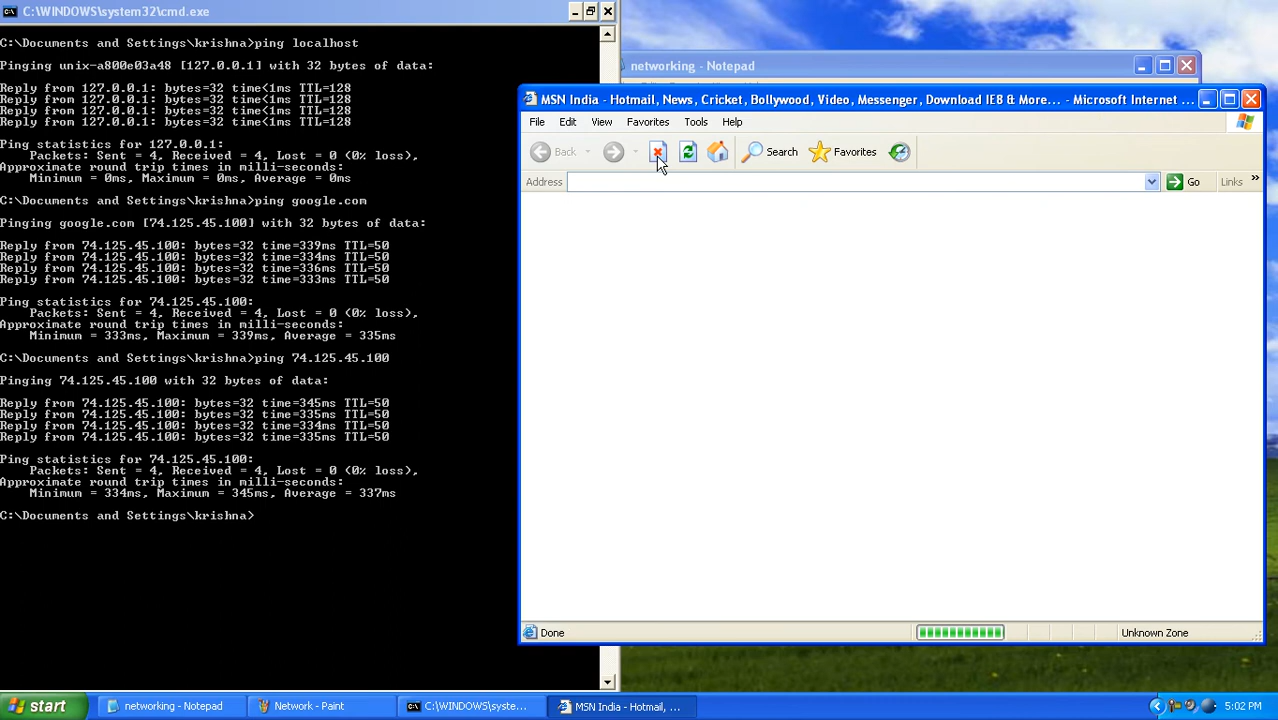 C:\WINDOWS\system32\cmd.exe
C:\Documents and Settings\krishna>ping localhost
Pinging unix-a800e03a48 [127.0.0.1] with 32 bytes of data:
Reply from 127.0.0.1: bytes=32 time<1ms TTL=128
Reply from 127.0.0.1: bytes=32 time<1ms TTL=128
Reply from 127.0.0.1: bytes=32 time<1ms TTL=128
Reply from 127.0.0.1: bytes=32 time<1ms TTL=128
Ping statistics for 127.0.0.1:
Packets: Sent = 4, Received = 4, Lost = 0 (0% loss),
Approximate round trip times in milli-seconds:
Minimum = 0ms, Maximum = 0ms, Average = 0ms
C:\Documents and Settings\krishna>ping google.com
Pinging google.com [74.125.45.100] with 32 bytes of data:
Reply from 74.125.45.100: bytes=32 time=339ms TTL=50
Reply from 74.125.45.100: bytes=32 time=334ms TTL=50
Reply from 74.125.45.100: bytes=32 time=336ms TTL=50
Reply from 74.125.45.100: bytes=32 time=333ms TTL=50
Ping statistics for 74.125.45.100:
Packets: Sent = 4, Received = 4, Lost = 0 (0% loss),
Approximate round trip times in milli-seconds:
Minimum = 333ms, Maximum = 339ms, Average = 335ms
C:\Documents and Settings\krishna>ping 74.125.45.100
Pinging 74.125.45.100 with 32 bytes of data:
Reply from 74.125.45.100: bytes=32 time=345ms TTL=50
Reply from 74.125.45.100: bytes=32 time=335ms TTL=50
Reply from 74.125.45.100: bytes=32 time=334ms TTL=50
Reply from 74.125.45.100: bytes=32 time=335ms TTL=50
Ping statistics for 74.125.45.100:
Packets: Sent = 4, Received = 4, Lost = 0 (0% loss),
Approximate round trip times in milli-seconds:
Minimum = 334ms, Maximum = 345ms, Average = 337ms
C:\Documents and Settings\krishna>
networking - Notepad
MSN India - Hotmail, News, Cricket, Bollywood, Video, Messenger, Download IE8 & More... - Microsoft Internet ...
File Edit View Favorites Tools Help
Back Search Favorites
Address Go Links »
Done Unknown Zone
start networking - Notepad Network - Paint C:\WINDOWS\syste... MSN India - Hotmail, ... 5:02 PM